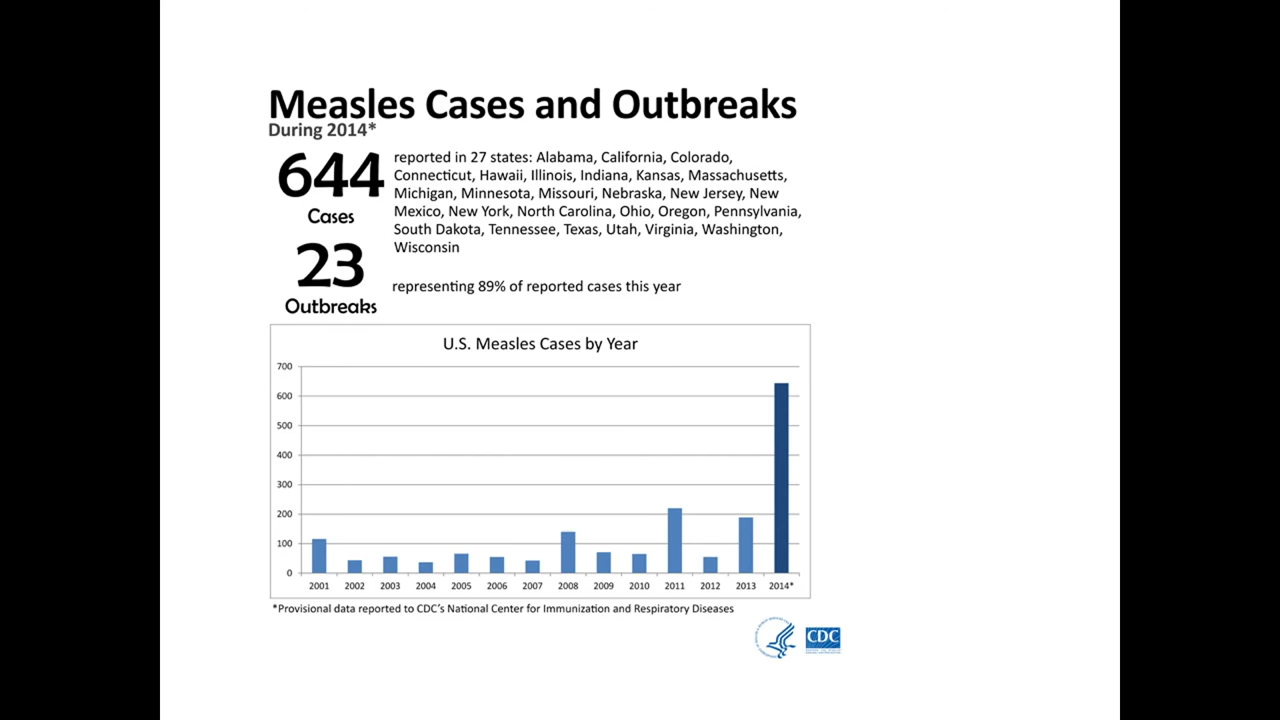 Measles Cases and Outbreaks
During 2014*
644
Cases
reported in 27 states: Alabama, California, Colorado,
Connecticut, Hawaii, Illinois, Indiana, Kansas, Massachusetts,
Michigan, Minnesota, Missouri, Nebraska, New Jersey, New
Mexico, New York, North Carolina, Ohio, Oregon, Pennsylvania,
South Dakota, Tennessee, Texas, Utah, Virginia, Washington,
Wisconsin
23
Outbreaks
representing 89% of reported cases this year
U.S. Measles Cases by Year
700
600
500
400
300
200
100
0
2001 2002 2003 2004 2005 2006 2007 2008 2009 2010 2011 2012 2013 2014*
*Provisional data reported to CDC's National Center for Immunization and Respiratory Diseases
CDC